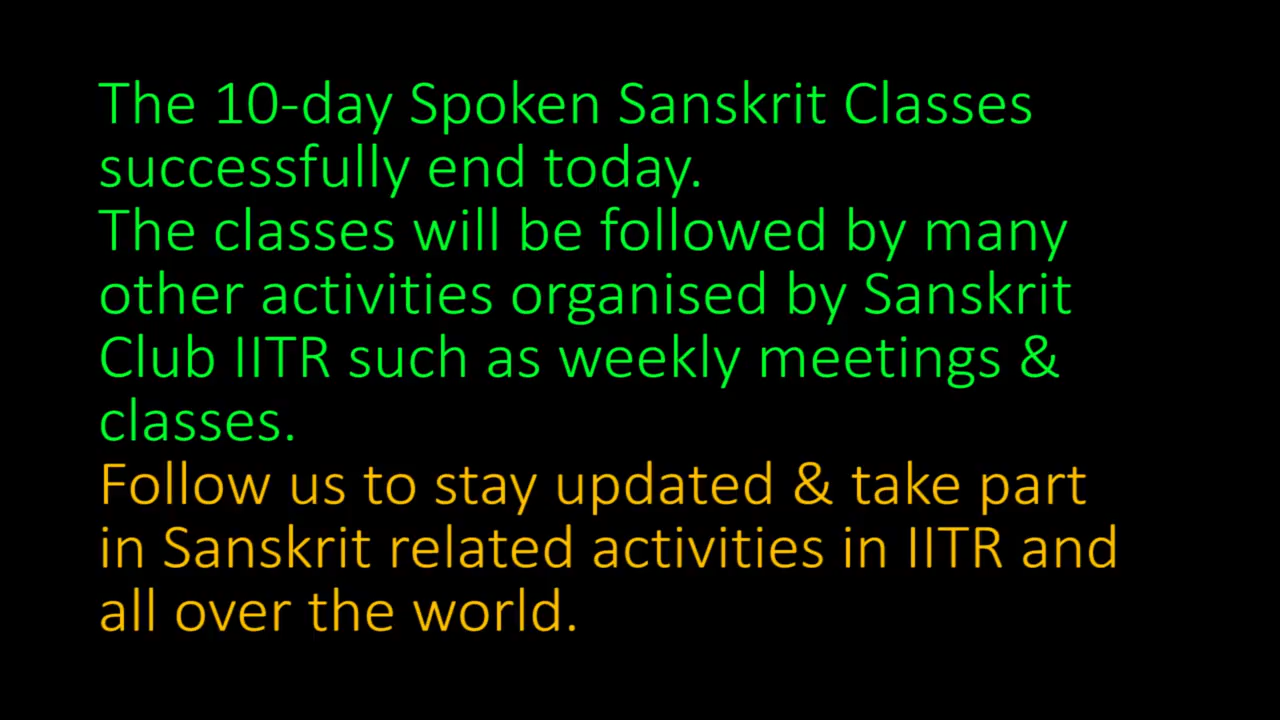 The 10-day Spoken Sanskrit Classes
successfully end today.
The classes will be followed by many
other activities organised by Sanskrit
Club IITR such as weekly meetings &
classes.
Follow us to stay updated & take part
in Sanskrit related activities in IITR and
all over the world.